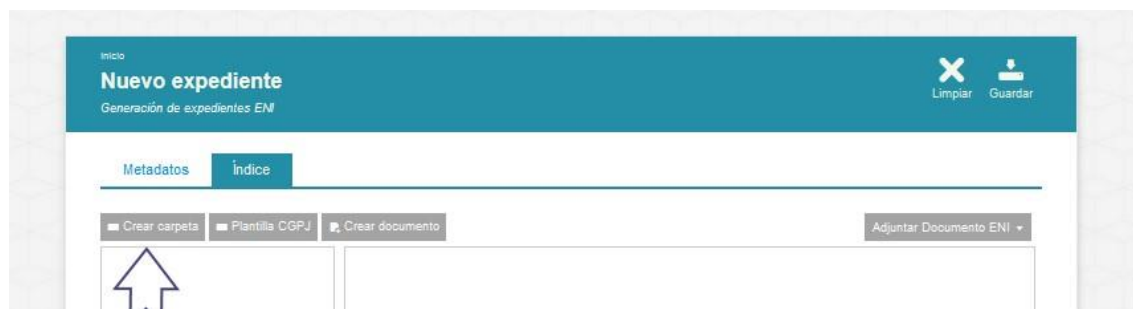 Inicio
Nuevo expediente
Generación de expedientes ENI
Limpiar Guardar
Metadatos Índice
Crear carpeta Plantilla CGPJ Crear documento Adjuntar Documento ENI